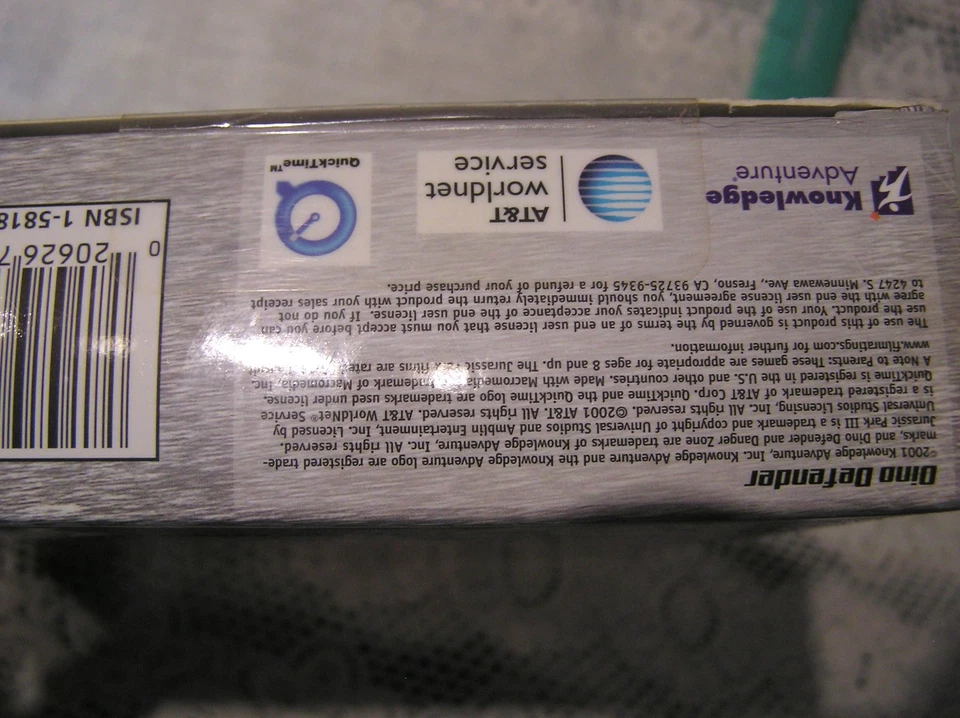 Dino Defender
©2001 Knowledge Adventure, Inc. Knowledge Adventure and the Knowledge Adventure logo are registered trade-
marks, and Dino Defender and Danger Zone are trademarks of Knowledge Adventure, Inc. All rights reserved.
Jurassic Park III is a trademark and copyright of Universal Studios and Amblin Entertainment, Inc. Licensed by
Universal Studios Licensing, Inc. All rights reserved. ©2001 AT&T. All rights reserved. AT&T WorldNet® Service
is a registered trademark of AT&T Corp. QuickTime and the QuickTime logo are trademarks used under license.
QuickTime is registered in the U.S. and other countries. Made with Macromedia trademark of Macromedia, Inc.
A Note to Parents: These games are appropriate for ages 8 and up. The Jurassic films are
www.filmratings.com for further information.
The use of this product is governed by the terms of an end user license that you must accept before you can
use the product. Your use of the product indicates your acceptance of the end user license. If you do not
agree with the end user license agreement, you should immediately return the product with your sales receipt
to 4247 S. Minnewawa Ave., Fresno, CA 93725-9345 for a refund of your purchase price.
Knowledge
Adventure®
AT&T
worldnet
service
QuickTime™
0
20626 7
ISBN 1-5818